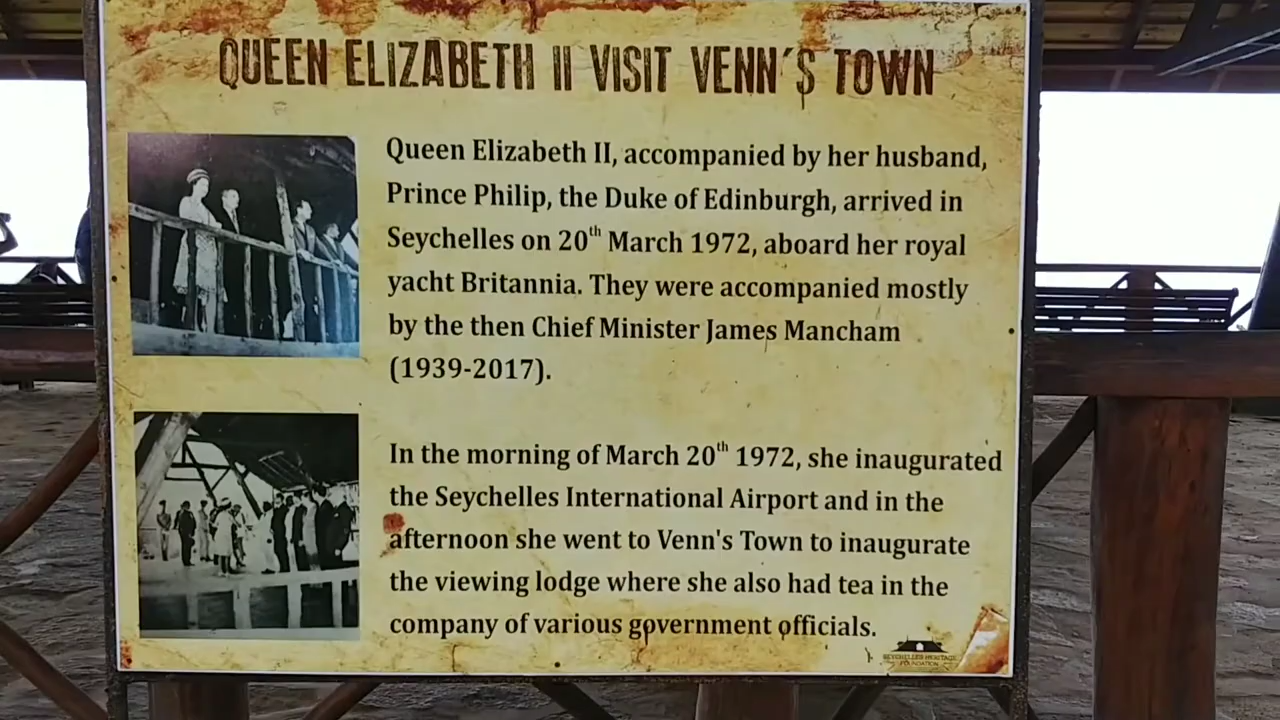 QUEEN ELIZABETH II VISIT VENN´S TOWN
Queen Elizabeth II, accompanied by her husband,
Prince Philip, the Duke of Edinburgh, arrived in
Seychelles on 20th March 1972, aboard her royal
yacht Britannia. They were accompanied mostly
by the then Chief Minister James Mancham
(1939-2017).
In the morning of March 20th 1972, she inaugurated
the Seychelles International Airport and in the
afternoon she went to Venn's Town to inaugurate
the viewing lodge where she also had tea in the
company of various government officials.
SEYCHELLES HERITAGE
FOUNDATION